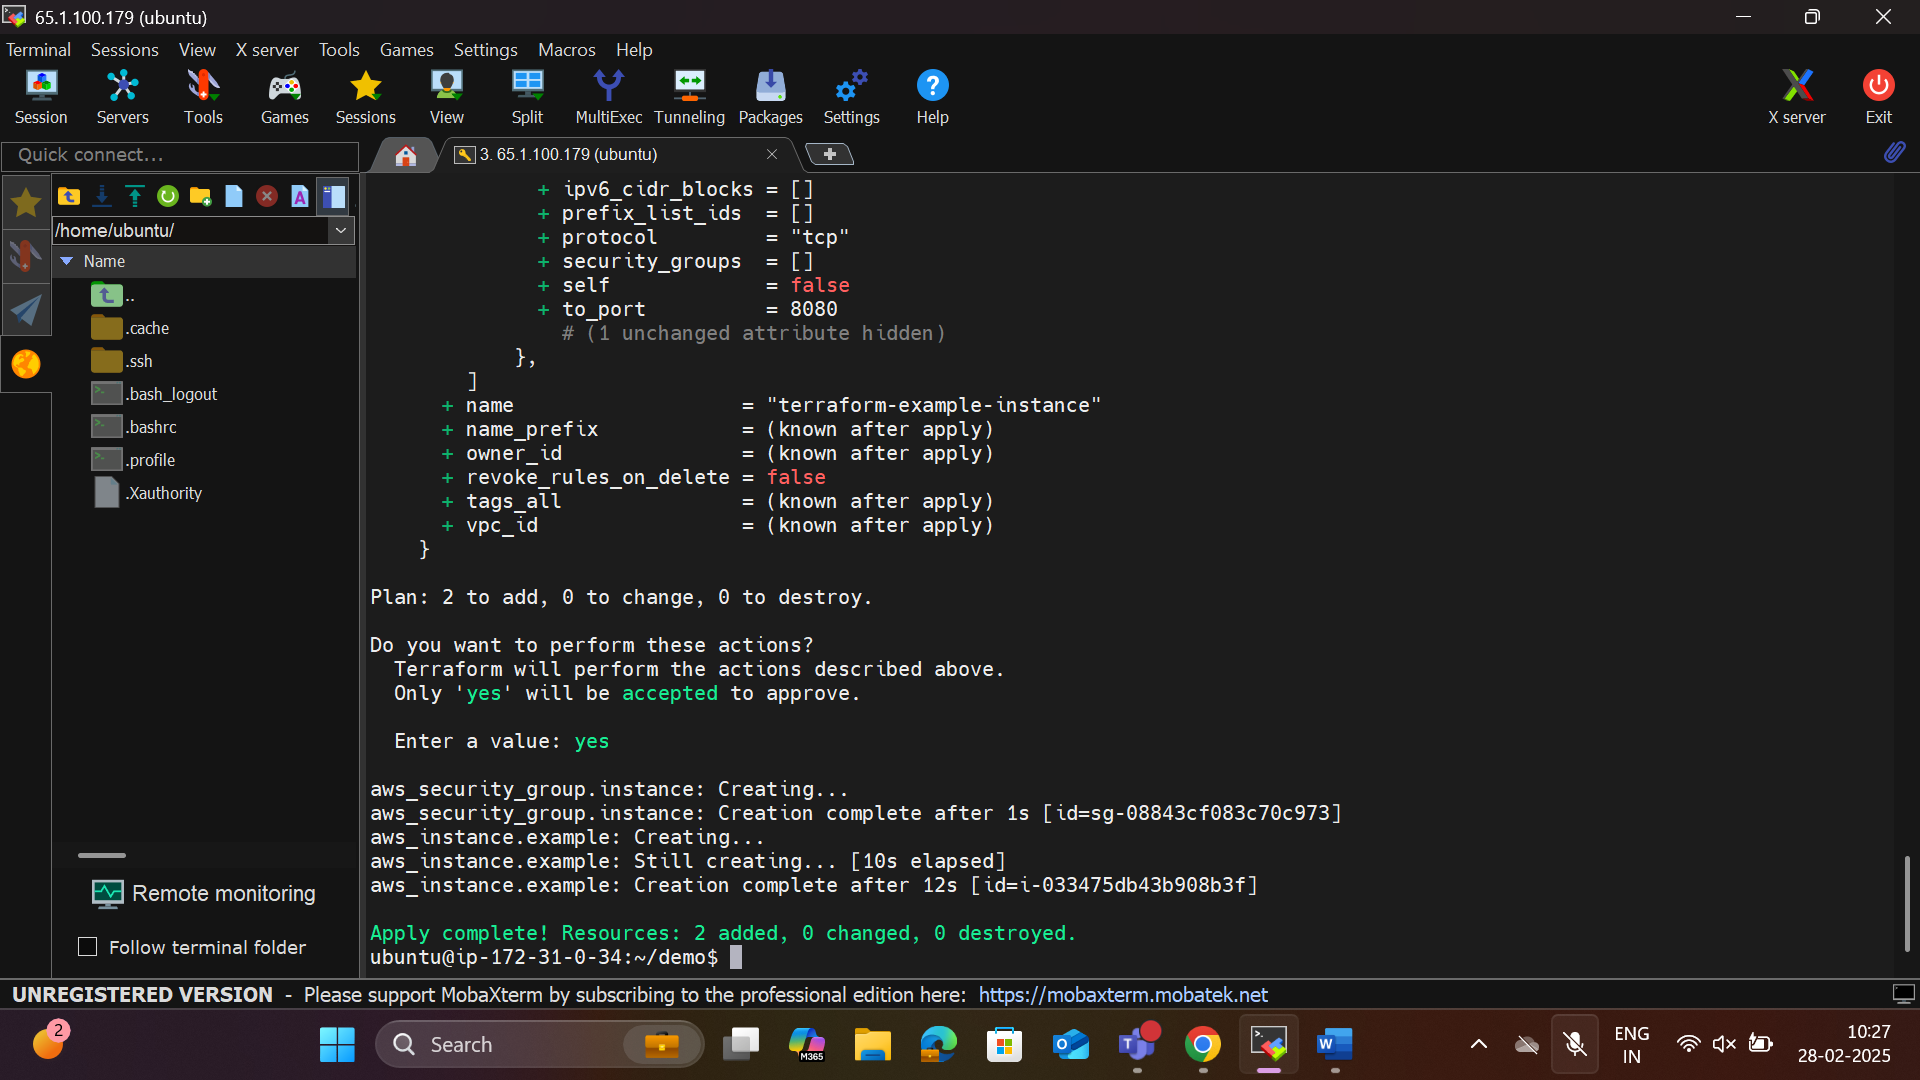 65.1.100.179 (ubuntu)
Terminal Sessions View X server Tools Games Settings Macros Help
Session Servers Tools Games Sessions View Split MultiExec Tunneling Packages Settings Help X server Exit
Quick connect...
3. 65.1.100.179 (ubuntu)
/home/ubuntu/
Name
..
.cache
.ssh
.bash_logout
.bashrc
.profile
.Xauthority
Remote monitoring
Follow terminal folder
+ ipv6_cidr_blocks = []
+ prefix_list_ids = []
+ protocol = "tcp"
+ security_groups = []
+ self = false
+ to_port = 8080
# (1 unchanged attribute hidden)
},
]
+ name = "terraform-example-instance"
+ name_prefix = (known after apply)
+ owner_id = (known after apply)
+ revoke_rules_on_delete = false
+ tags_all = (known after apply)
+ vpc_id = (known after apply)
}
Plan: 2 to add, 0 to change, 0 to destroy.
Do you want to perform these actions?
Terraform will perform the actions described above.
Only 'yes' will be accepted to approve.
Enter a value: yes
aws_security_group.instance: Creating...
aws_security_group.instance: Creation complete after 1s [id=sg-08843cf083c70c973]
aws_instance.example: Creating...
aws_instance.example: Still creating... [10s elapsed]
aws_instance.example: Creation complete after 12s [id=i-033475db43b908b3f]
Apply complete! Resources: 2 added, 0 changed, 0 destroyed.
ubuntu@ip-172-31-0-34:~/demo$
UNREGISTERED VERSION - Please support MobaXterm by subscribing to the professional edition here: https://mobaxterm.mobatek.net
2
Search
M365
ENG
IN
10:27
28-02-2025